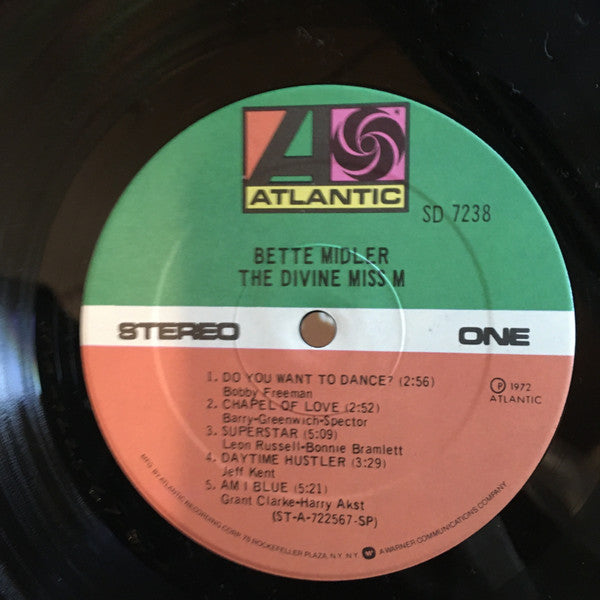 ATLANTIC
SD 7238
BETTE MIDLER
THE DIVINE MISS M
STEREO ONE
1. DO YOU WANT TO DANCE? (2:56)
Bobby Freeman
2. CHAPEL OF LOVE (2:52)
Barry-Greenwich-Spector
3. SUPERSTAR (5:09)
Leon Russell-Bonnie Bramlett
4. DAYTIME HUSTLER (3:29)
Jeff Kent
5. AM I BLUE (5:21)
Grant Clarke-Harry Akst
(ST-A-722567-SP)
℗ 1972
ATLANTIC
MFG. BY ATLANTIC RECORDING CORP. 75 ROCKEFELLER PLAZA, N.Y. N.Y. A WARNER COMMUNICATIONS COMPANY